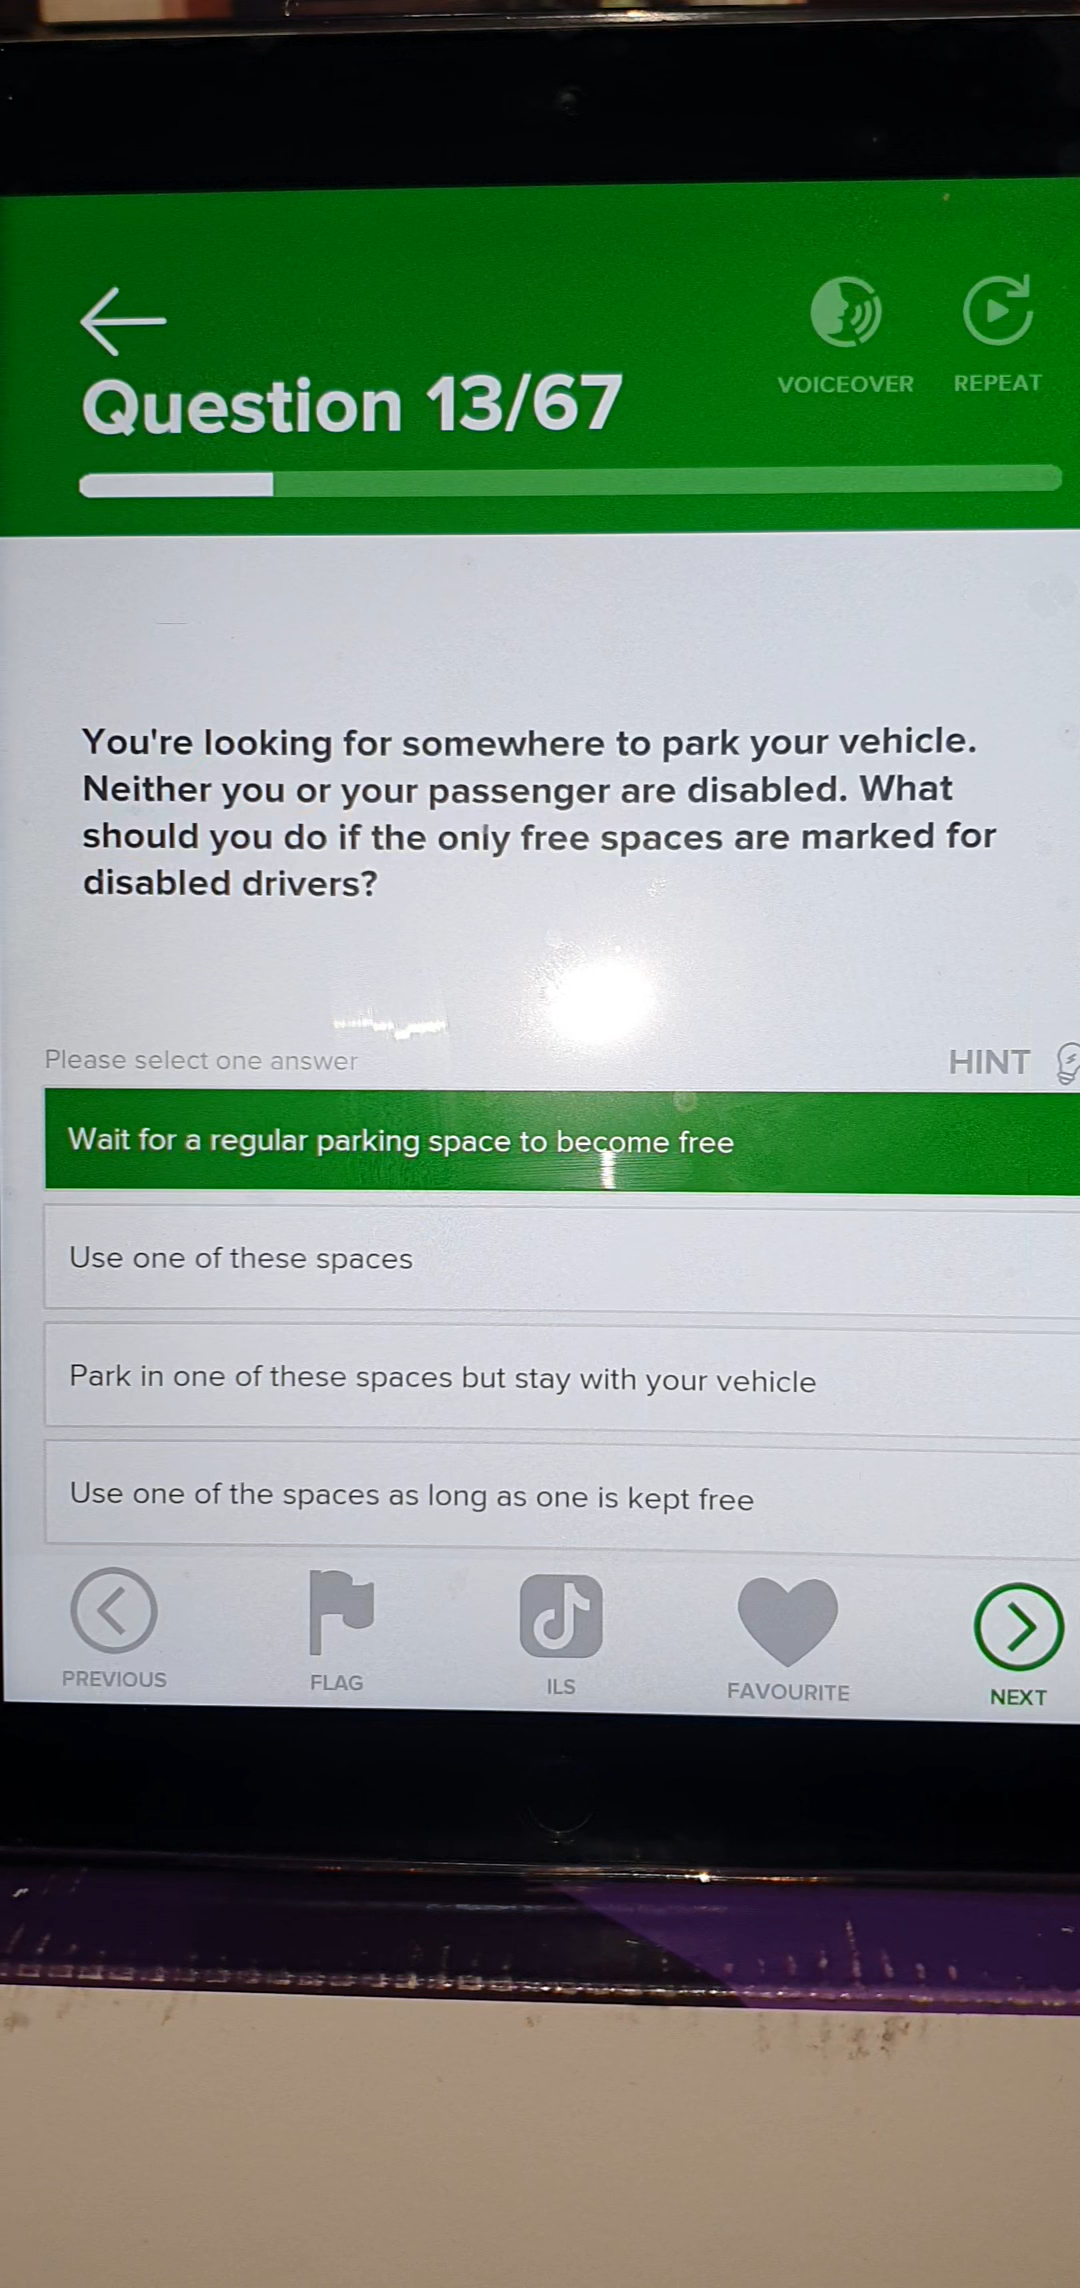 VOICEOVER
REPEAT
Question 13/67
You're looking for somewhere to park your vehicle.
Neither you or your passenger are disabled. What
should you do if the only free spaces are marked for
disabled drivers?
Please select one answer
HINT
Wait for a regular parking space to become free
Use one of these spaces
Park in one of these spaces but stay with your vehicle
Use one of the spaces as long as one is kept free
PREVIOUS
FLAG
ILS
FAVOURITE
NEXT